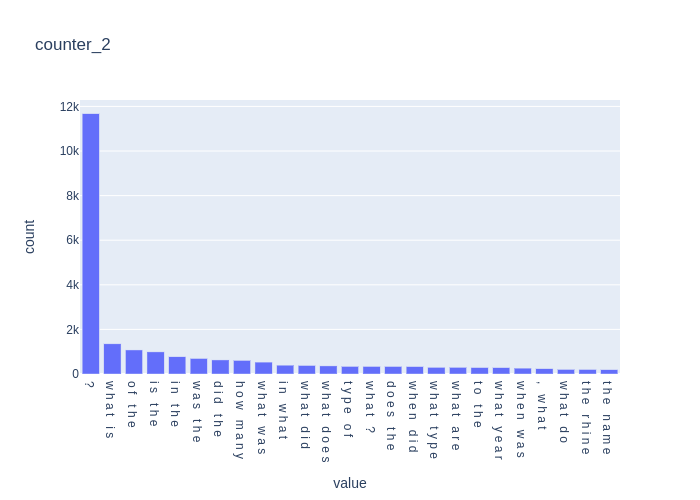 counter_2
12k
10k
8k
6k
4k
2k
0
count
?
what is
of the
is the
in the
was the
did the
how many
what was
in what
what did
what does
type of
what ?
does the
when did
what type
what are
to the
what year
when was
, what
what do
the rhine
the name
value